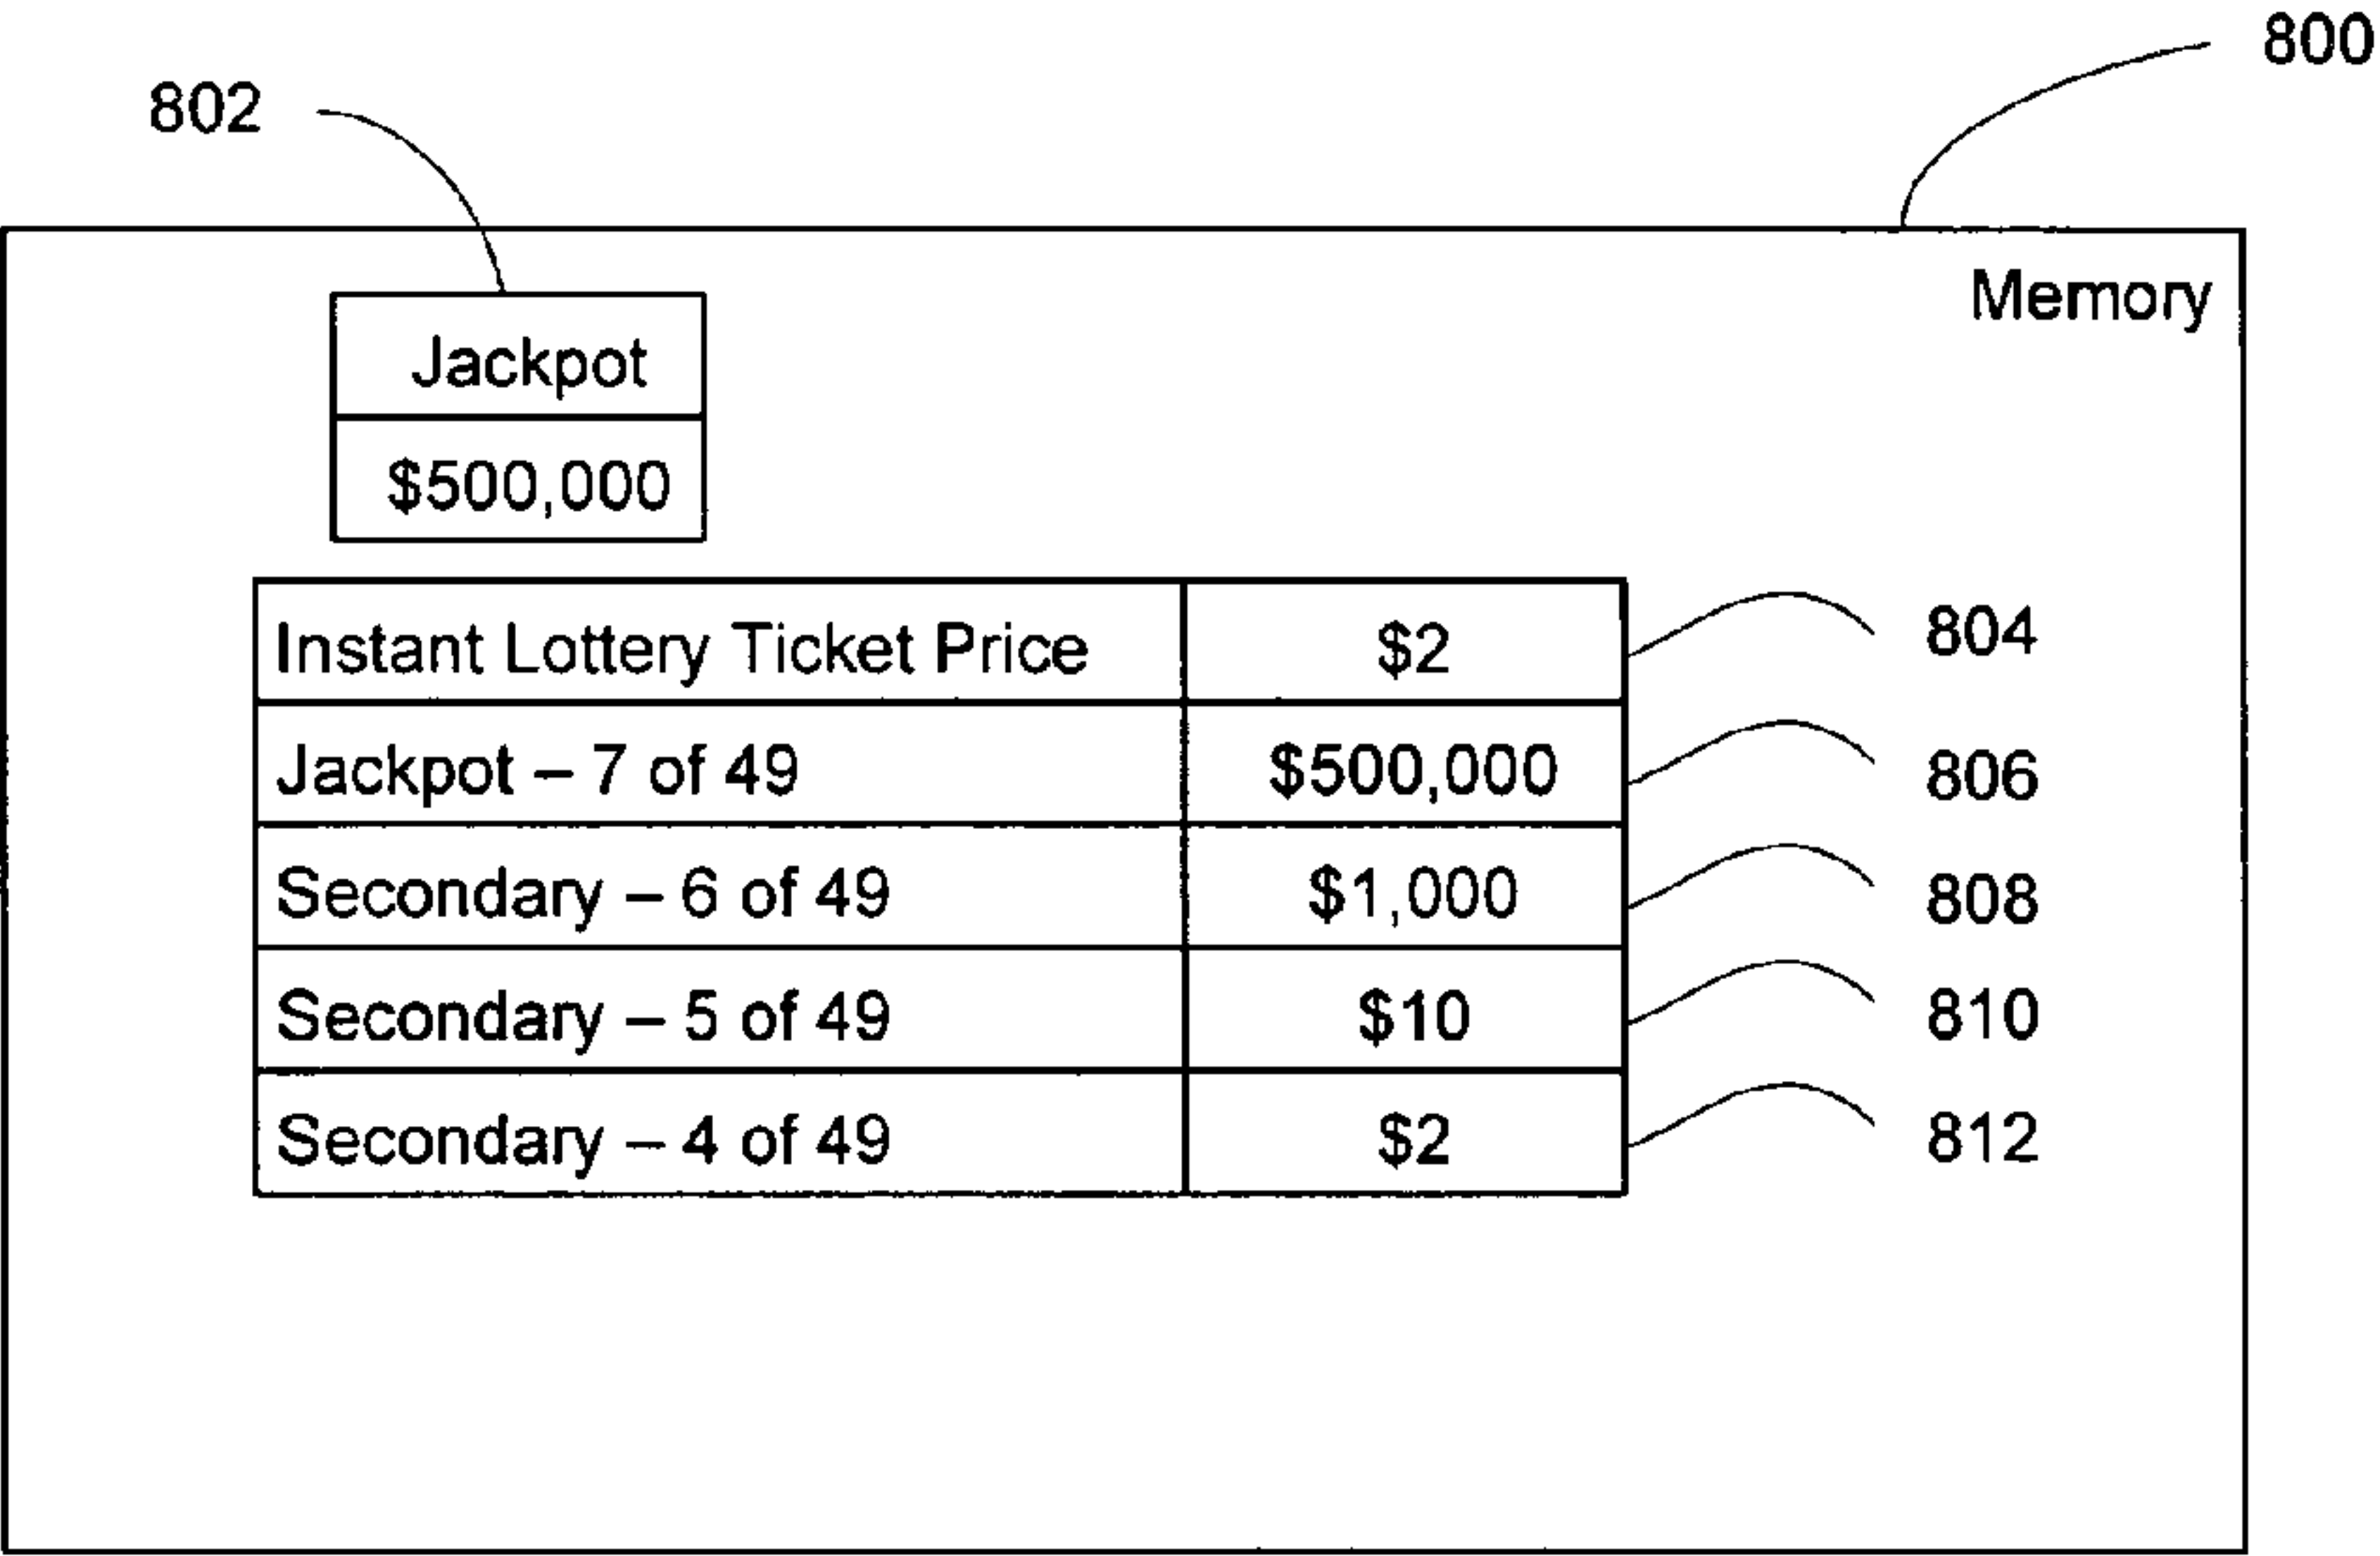 800
802
Memory
Jackpot
$500,000
Instant Lottery Ticket Price $2 804
Jackpot – 7 of 49 $500,000 806
Secondary – 6 of 49 $1,000 808
Secondary – 5 of 49 $10 810
Secondary – 4 of 49 $2 812